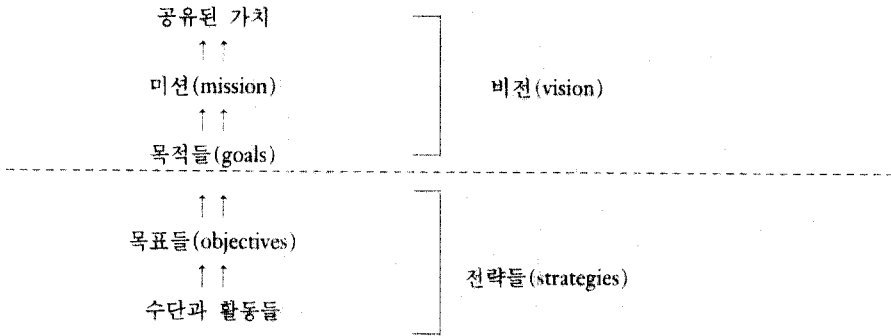 공유된 가치
↑ ↑
미션(mission) 비전(vision)
↑ ↑
목적들(goals)
↑ ↑
목표들(objectives)
↑ ↑ 전략들(strategies)
수단과 활동들